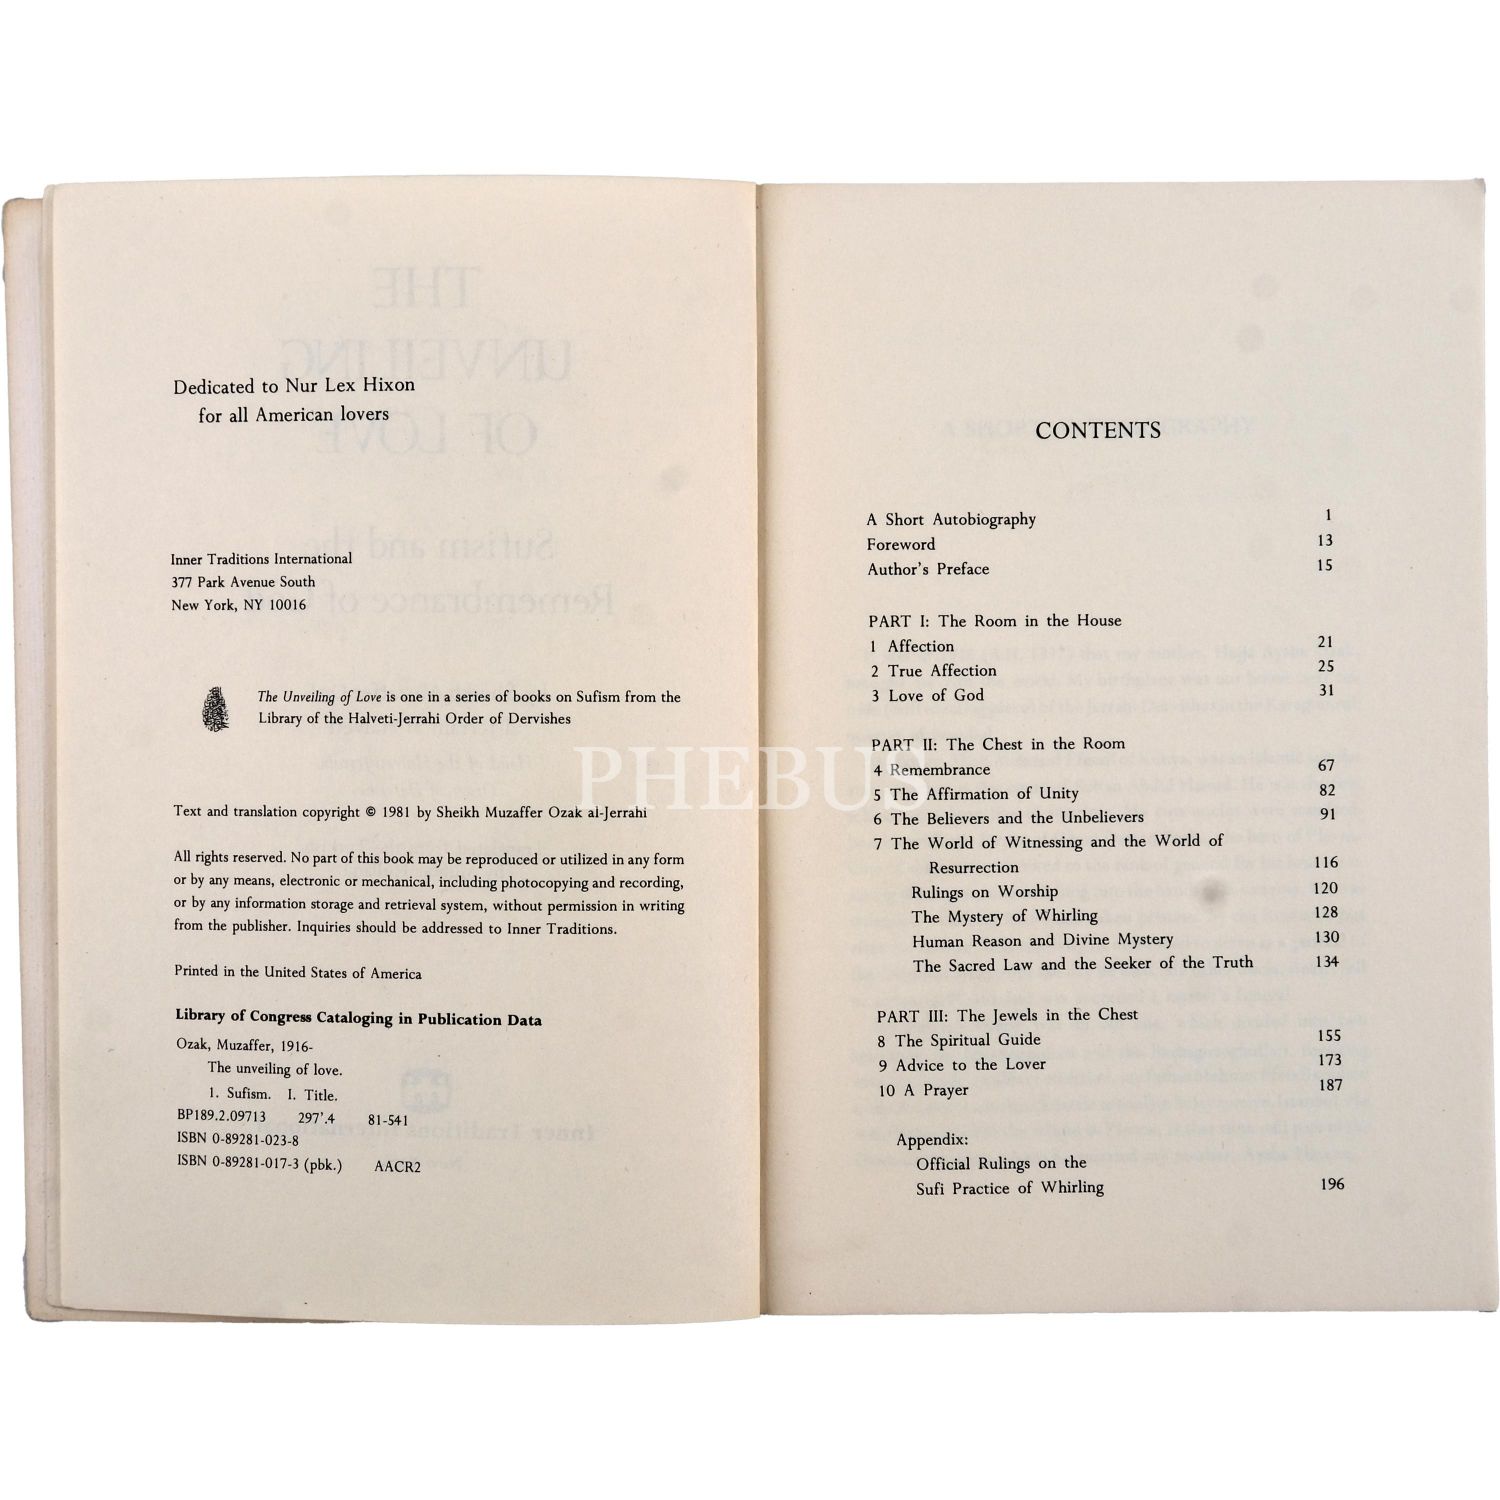 Dedicated to Nur Lex Hixon
for all American lovers
Inner Traditions International
377 Park Avenue South
New York, NY 10016
The Unveiling of Love is one in a series of books on Sufism from the
Library of the Halveti-Jerrahi Order of Dervishes
Text and translation copyright © 1981 by Sheikh Muzaffer Ozak al-Jerrahi
All rights reserved. No part of this book may be reproduced or utilized in any form
or by any means, electronic or mechanical, including photocopying and recording,
or by any information storage and retrieval system, without permission in writing
from the publisher. Inquiries should be addressed to Inner Traditions.
Printed in the United States of America
Library of Congress Cataloging in Publication Data
Ozak, Muzaffer, 1916-
The unveiling of love.
1. Sufism. I. Title.
BP189.2.09713 297'.4 81-541
ISBN 0-89281-023-8
ISBN 0-89281-017-3 (pbk.) AACR2
PHEBUS
CONTENTS
A Short Autobiography 1
Foreword 13
Author's Preface 15
PART I: The Room in the House
1 Affection 21
2 True Affection 25
3 Love of God 31
PART II: The Chest in the Room
4 Remembrance 67
5 The Affirmation of Unity 82
6 The Believers and the Unbelievers 91
7 The World of Witnessing and the World of
Resurrection 116
Rulings on Worship 120
The Mystery of Whirling 128
Human Reason and Divine Mystery 130
The Sacred Law and the Seeker of the Truth 134
PART III: The Jewels in the Chest
8 The Spiritual Guide 155
9 Advice to the Lover 173
10 A Prayer 187
Appendix:
Official Rulings on the
Sufi Practice of Whirling 196